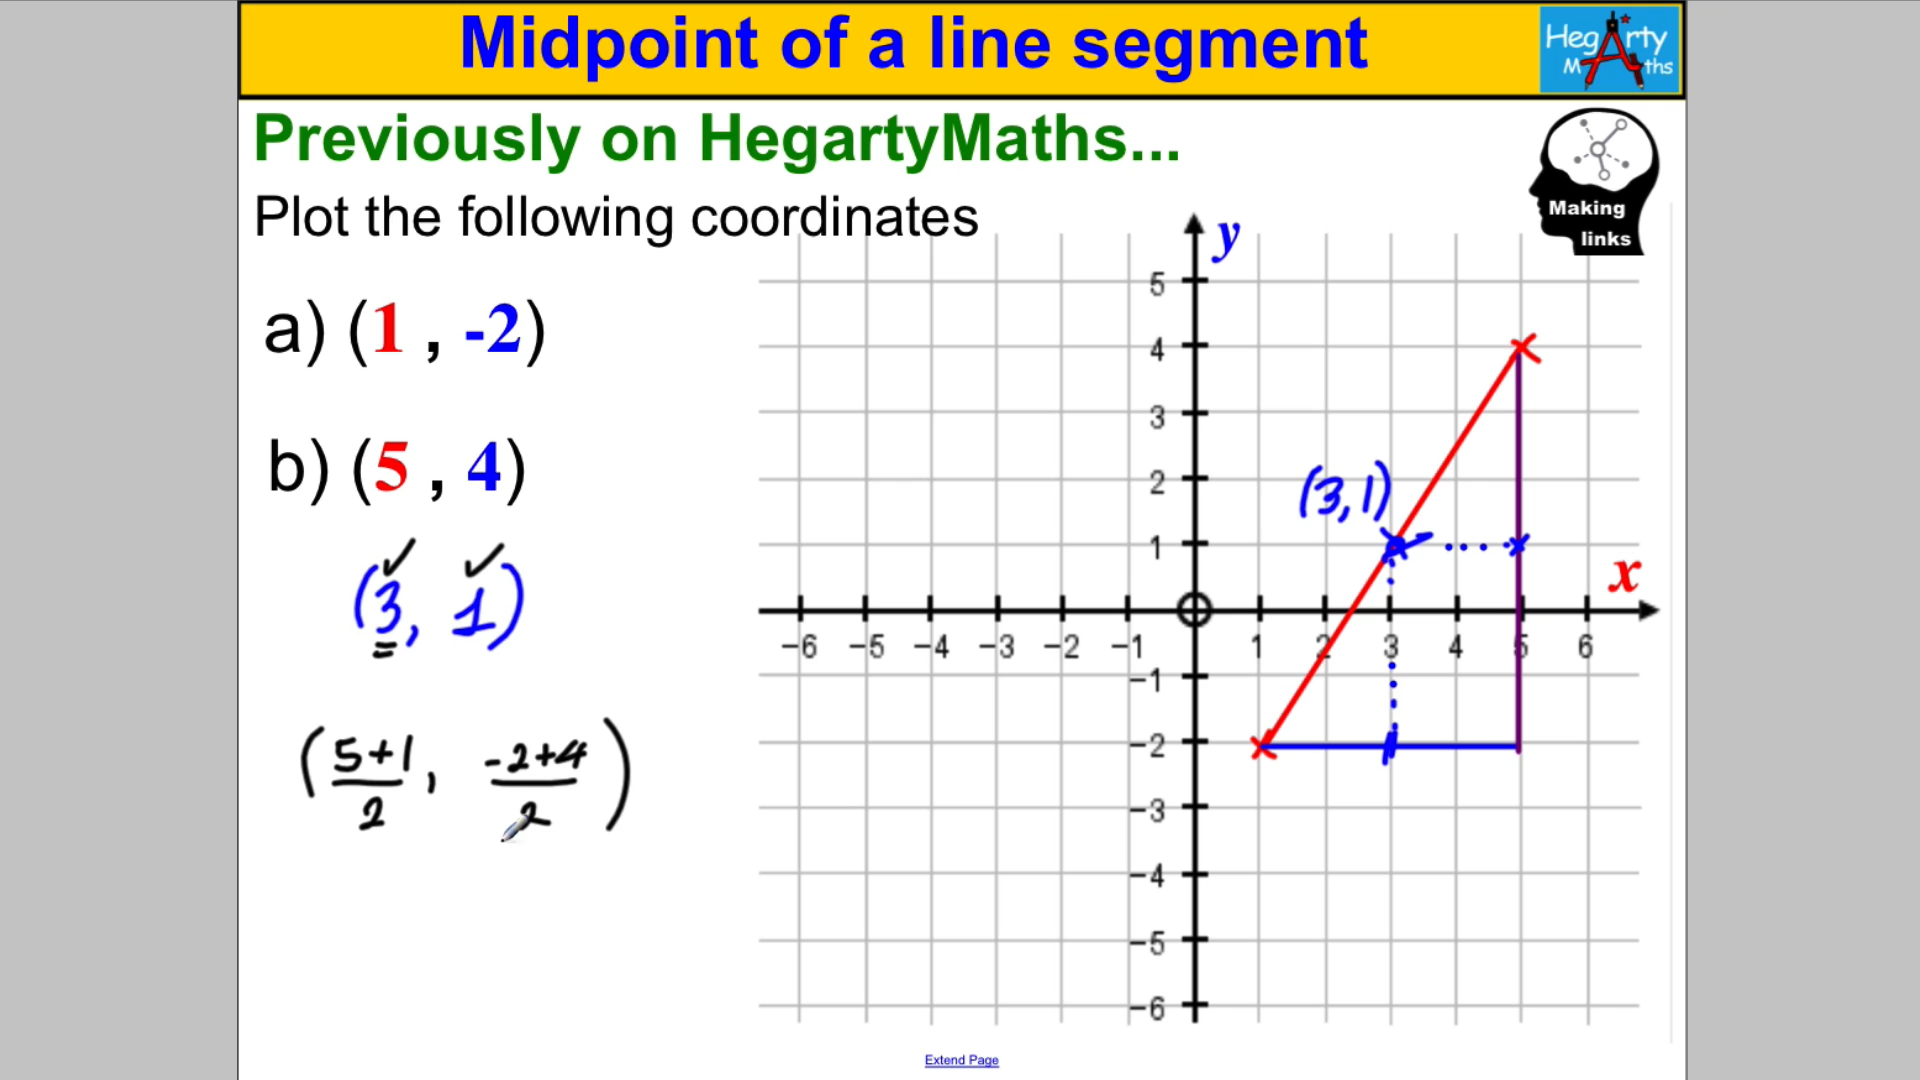 Midpoint of a line segment
HegArty
Maths
Previously on HegartyMaths...
Making
links
Plot the following coordinates
y
a) (1 , -2)
b) (5 , 4)
(3, 1)
(5+1/2, -2+4/2)
(3,1)
x
5
4
3
2
1
-6 -5 -4 -3 -2 -1 1 2 3 4 5 6
-1
-2
-3
-4
-5
-6
Extend Page